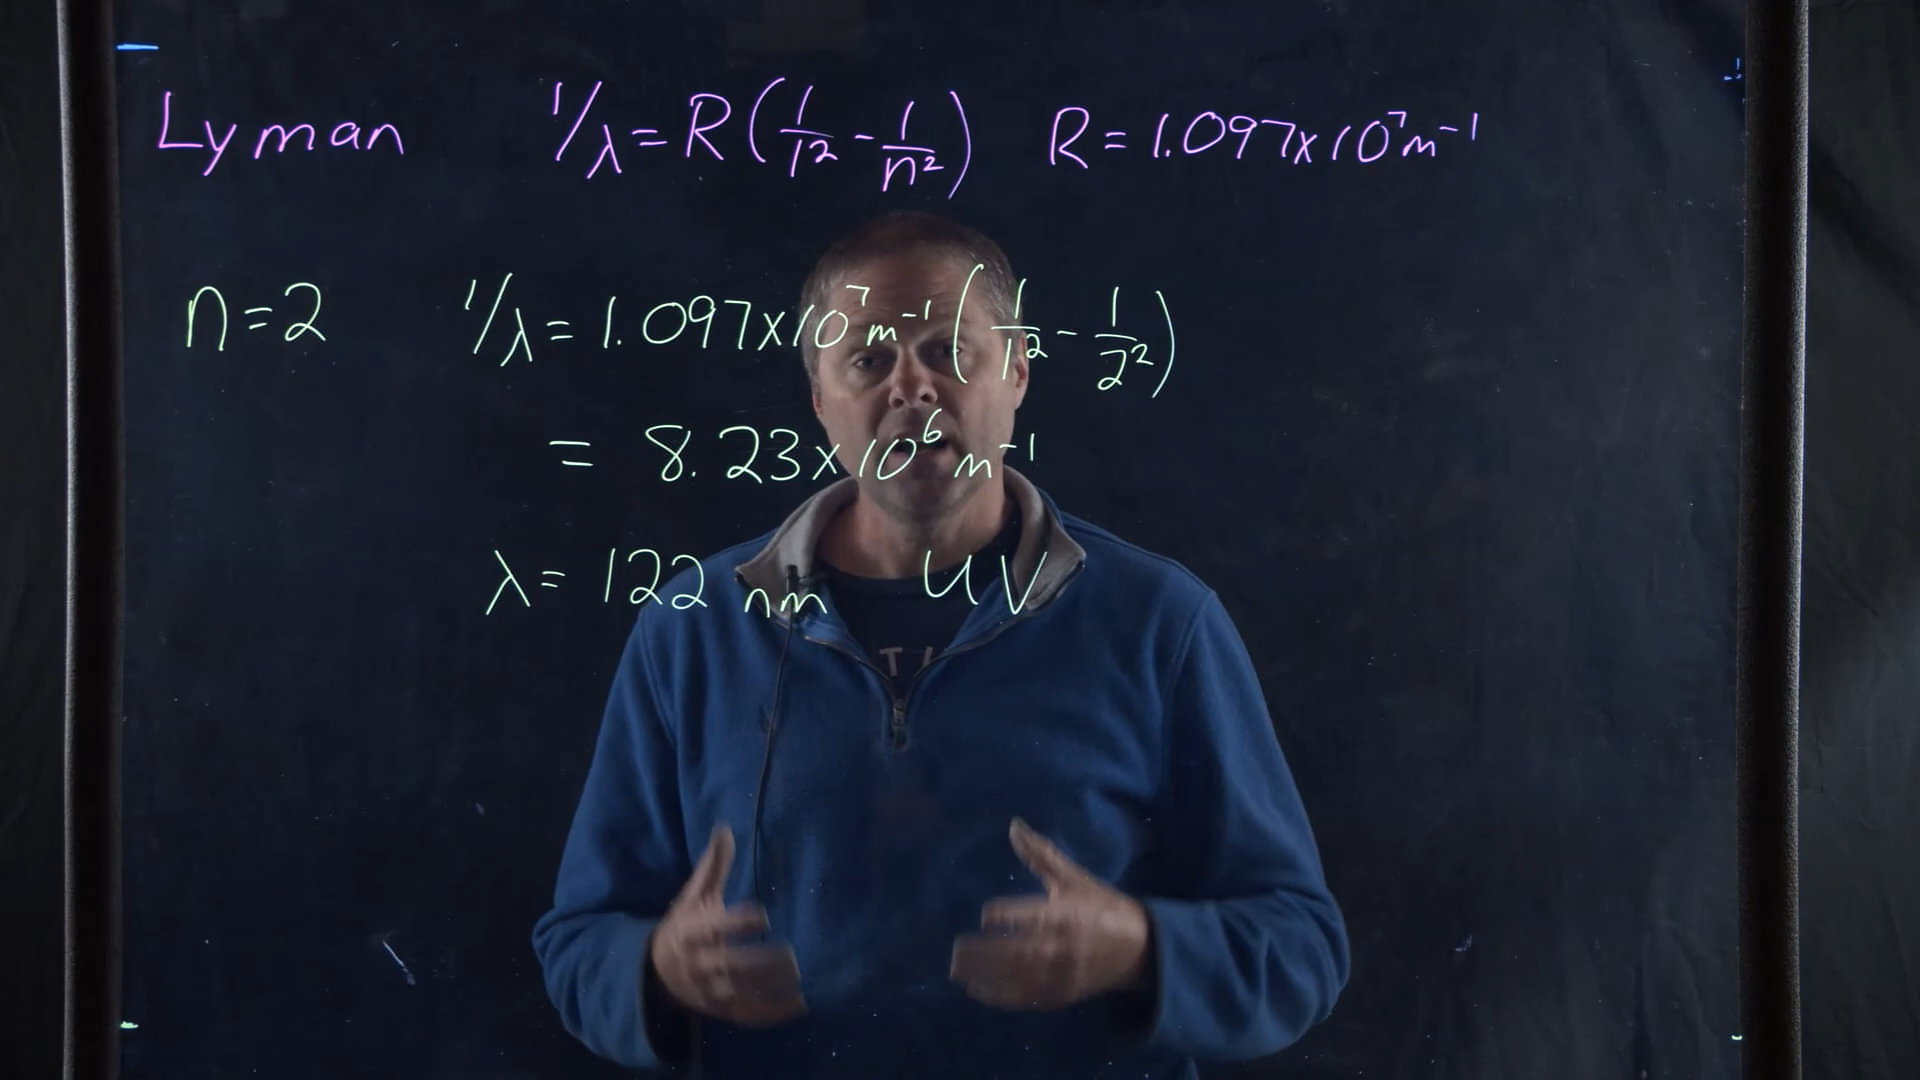 Lyman 1/λ = R(1/1² - 1/n²) R = 1.097x10⁷m⁻¹
n=2 1/λ = 1.097x10⁷m⁻¹(1/1² - 1/2²)
= 8.23x10⁶m⁻¹
λ= 122 nm UV